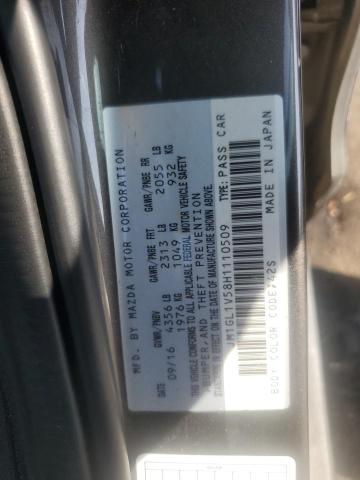 MFD. BY MAZDA MOTOR CORPORATION
GVWR/PNBV GAWR/PNBE FRT GAWR/PNBE RR
09/16 4356 LB 2313 LB 2055 LB
1976 KG 1049 KG 932 KG
THIS VEHICLE CONFORMS TO ALL APPLICABLE FEDERAL MOTOR VEHICLE SAFETY,
BUMPER, AND THEFT PREVENTION
STANDARDS IN EFFECT ON THE DATE OF MANUFACTURE SHOWN ABOVE.
JM1GL1V58H1110509 TYPE: PASS CAR
MADE IN JAPAN
BODY COLOR CODE: 42S